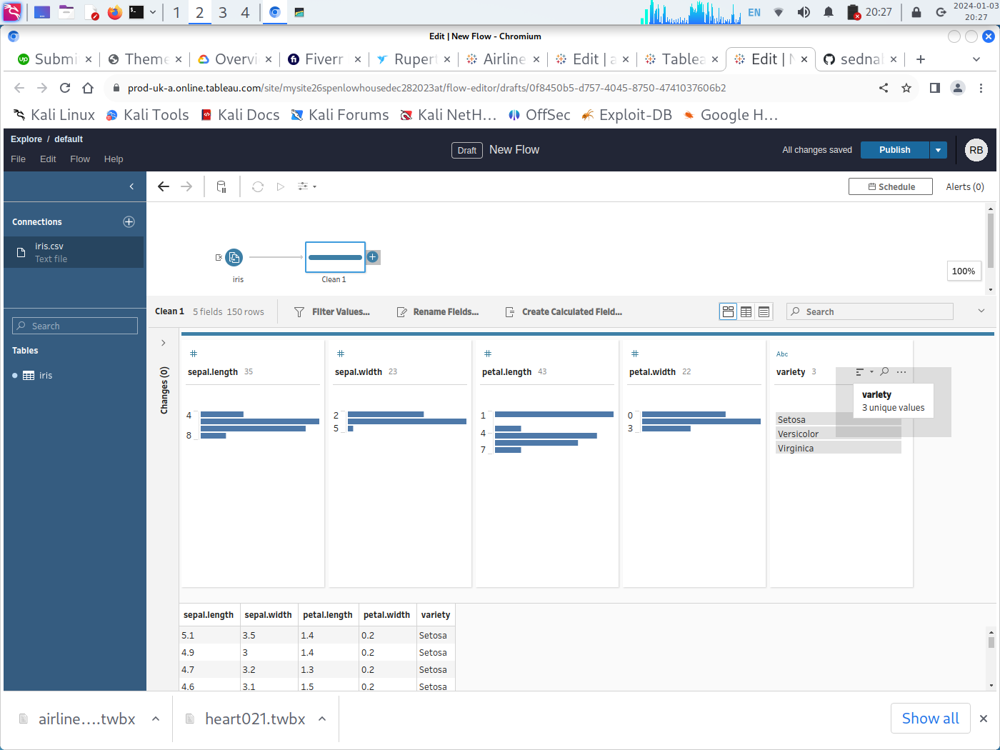 1 2 3 4 EN 20:27 2024-01-03
20:27
Edit | New Flow - Chromium
Submi Theme Overvi Fiverr Rupert Airline Edit | a Tablea Edit | N sednal
prod-uk-a.online.tableau.com/site/mysite26spenlowhousedec282023at/flow-editor/drafts/0f8450b5-d757-4045-8750-4741037606b2
Kali Linux Kali Tools Kali Docs Kali Forums Kali NetH... OffSec Exploit-DB Google H...
Explore / default
Draft New Flow
All changes saved Publish RB
File Edit Flow Help
Schedule Alerts (0)
Connections
iris.csv
Text file
iris
Clean 1
100%
Clean 1 5 fields 150 rows Filter Values... Rename Fields... Create Calculated Field... Search
Search
Tables
iris
Changes (0)
Abc
sepal.length 35 sepal.width 23 petal.length 43 petal.width 22 variety 3
variety
3 unique values
4
8
2
5
1
4
7
0
3
Setosa
Versicolor
Virginica
sepal.length sepal.width petal.length petal.width variety
5.1 3.5 1.4 0.2 Setosa
4.9 3 1.4 0.2 Setosa
4.7 3.2 1.3 0.2 Setosa
4.6 3.1 1.5 0.2 Setosa
airline....twbx heart021.twbx Show all